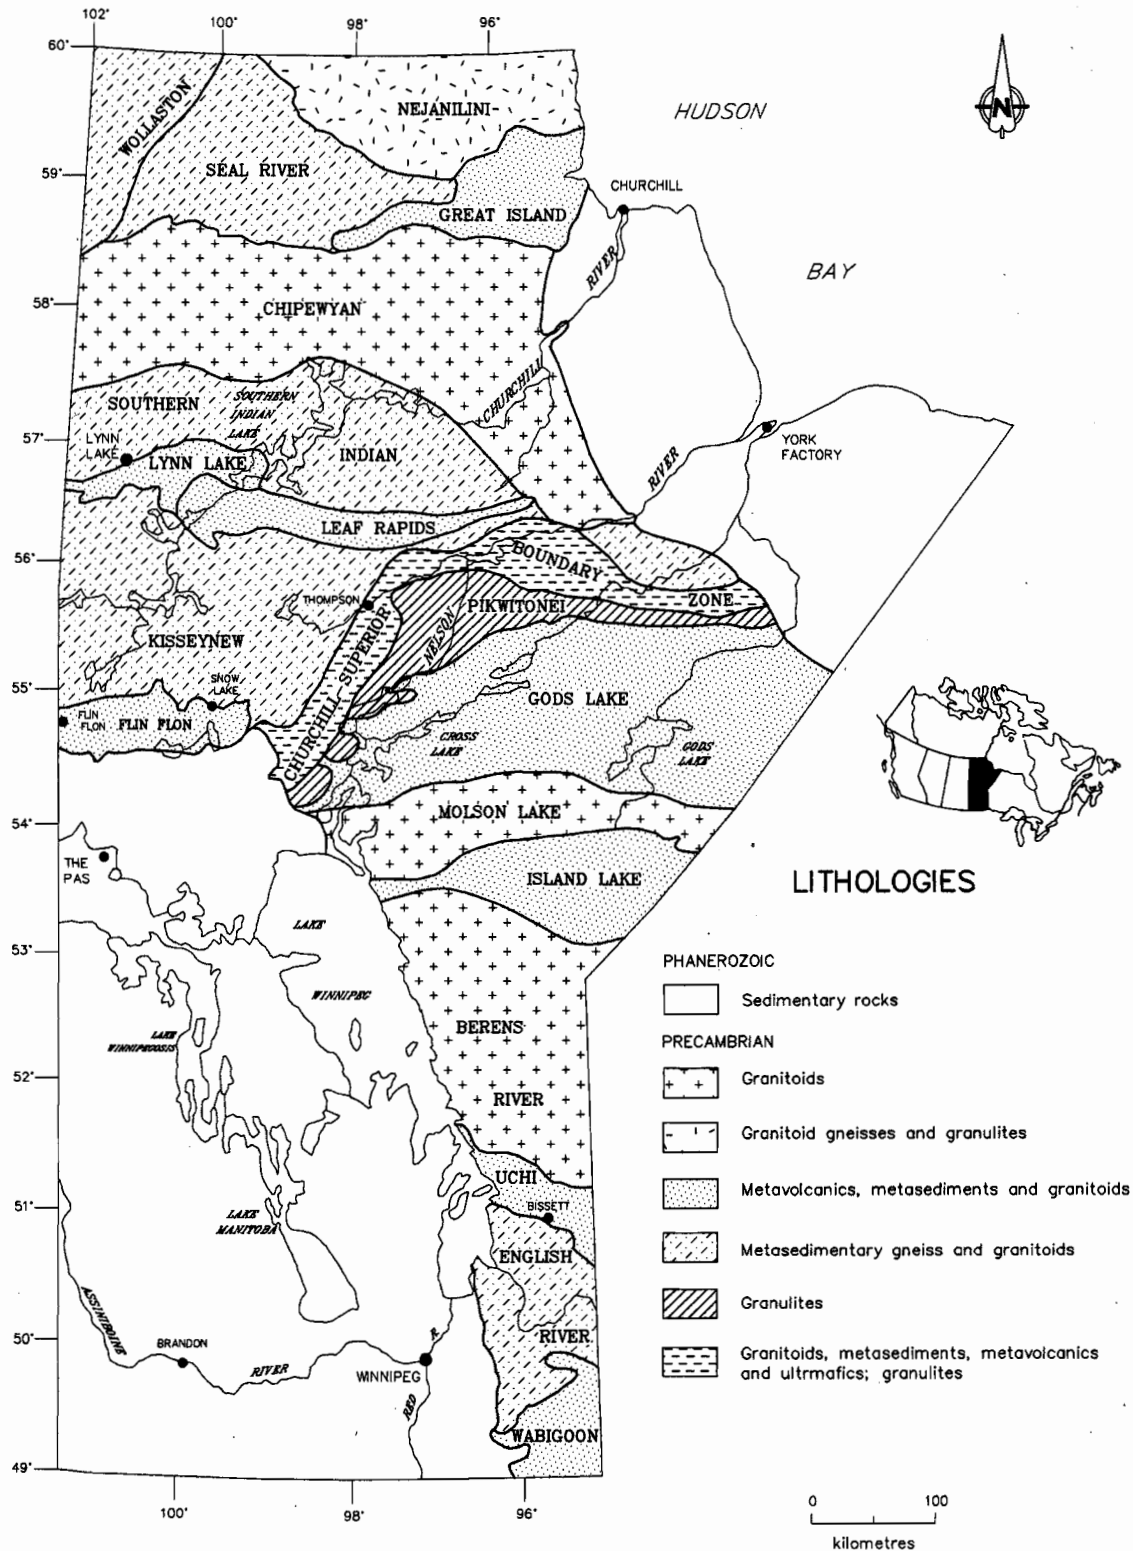 102°
100°
98°
96°
60°
HUDSON
N
WOLLASTON
NEJANILINI
59°
SEAL RIVER
CHURCHILL
GREAT ISLAND
RIVER
BAY
58°
CHIPEWYAN
CHURCHILL
SOUTHERN
SOUTHERN
INDIAN
LAKE
57°
LYNN
LAKE
LYNN LAKE
INDIAN
RIVER
YORK
FACTORY
LEAF RAPIDS
56°
BOUNDARY
ZONE
THOMPSON
PIKWITONEI
KISSEYNEW
NELSON
SUPERIOR
CHURCHILL
55°
SNOW
LAKE
GODS LAKE
FLIN
FLON
FLIN FLON
CROSS
LAKE
GODS
LAKE
54°
MOLSON LAKE
THE
PAS
ISLAND LAKE
LITHOLOGIES
LAKE
53°
WINNIPEG
PHANEROZOIC
Sedimentary rocks
LAKE
WINNIPEGOSIS
BERENS
PRECAMBRIAN
52°
Granitoids
RIVER
Granitoid gneisses and granulites
UCHI
Metavolcanics, metasediments and granitoids
51°
LAKE
MANITOBA
BISSETT
ENGLISH
Metasedimentary gneiss and granitoids
ASSINIBOINE
Granulites
50°
BRANDON
RIVER
R.
RIVER
WINNIPEG
Granitoids, metasediments, metavolcanics
and ultrmafics; granulites
RED
WABIGOON
49°
100°
98°
96°
0 100
kilometres